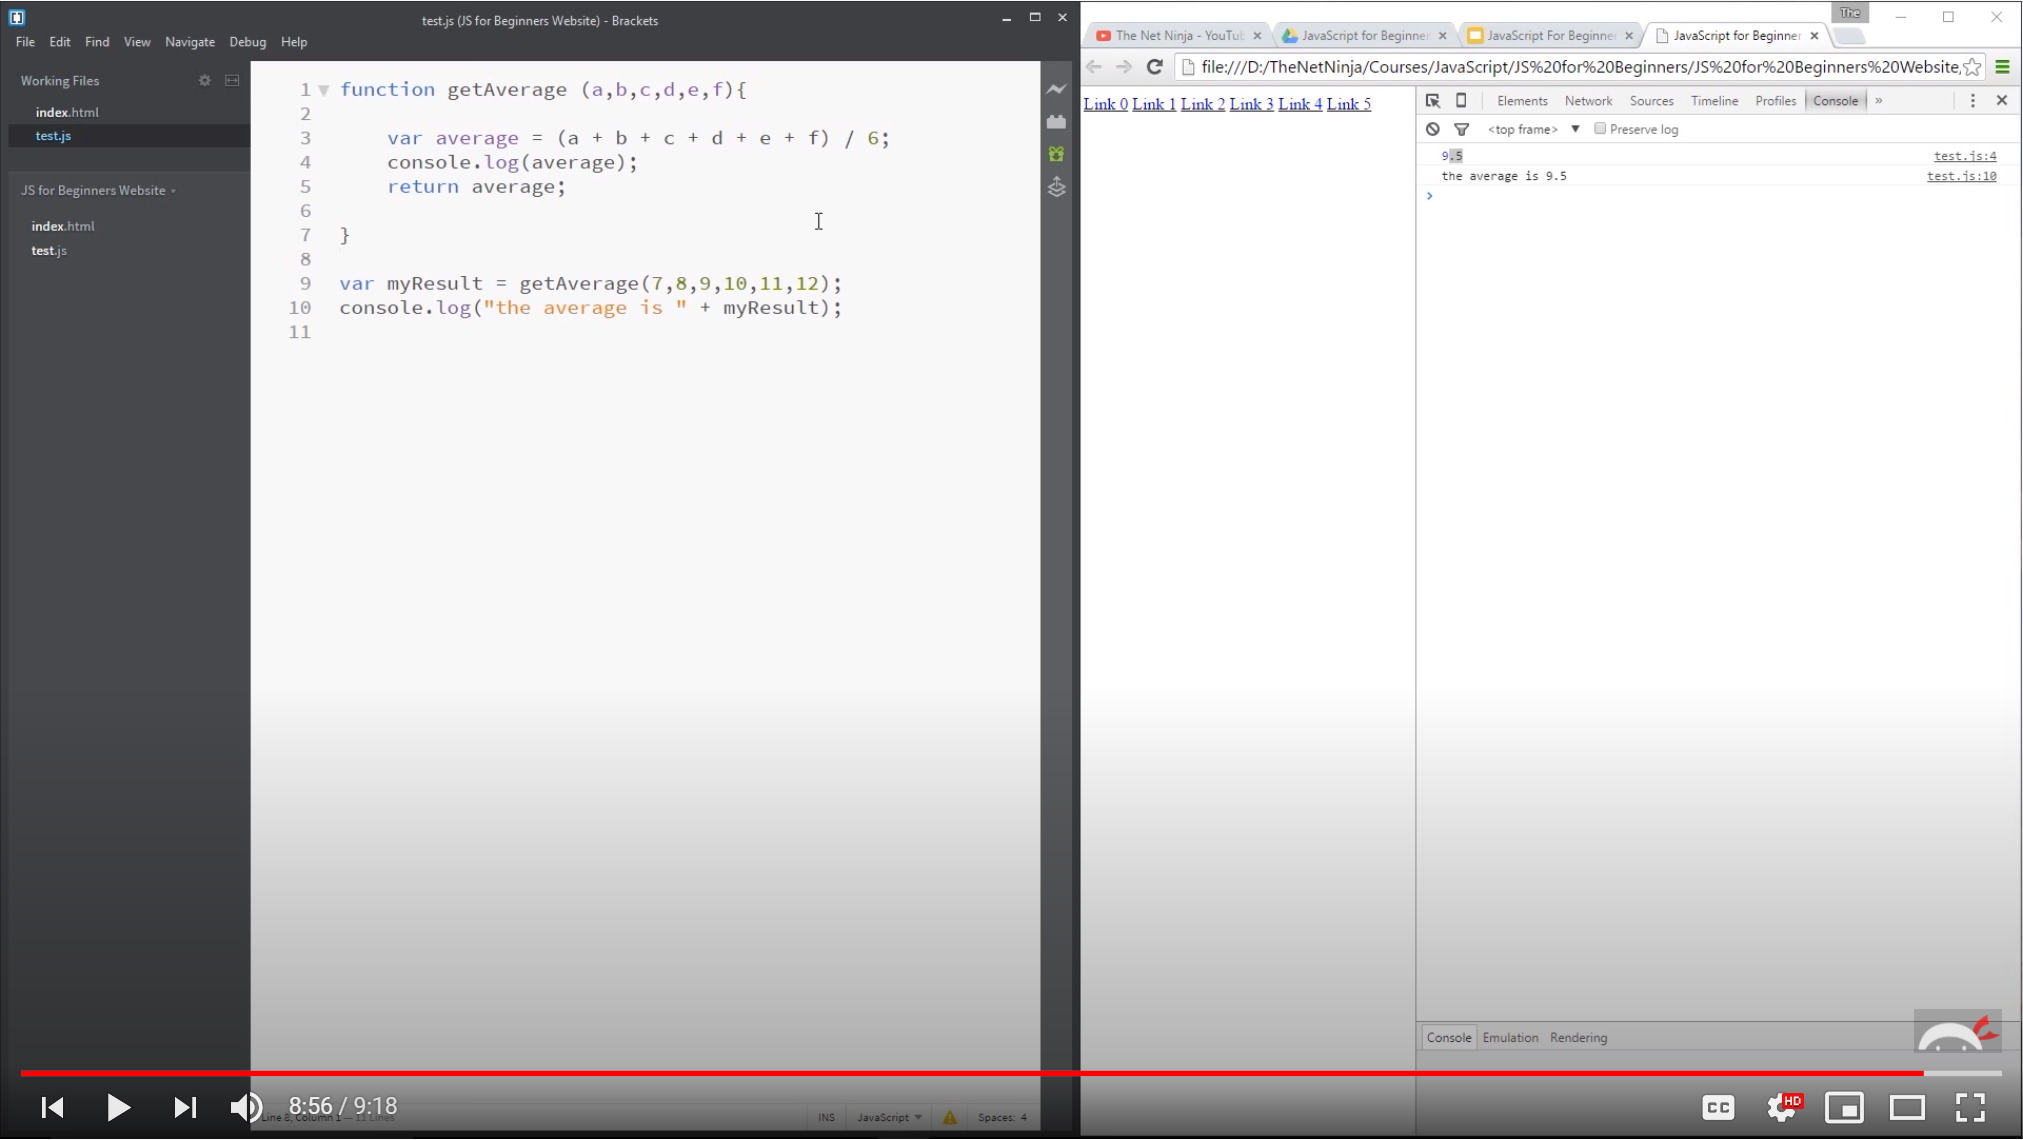 test.js (JS for Beginners Website) - Brackets
File Edit Find View Navigate Debug Help
Working Files
index.html
test.js
JS for Beginners Website
index.html
test.js
1 function getAverage (a,b,c,d,e,f){
2
3 var average = (a + b + c + d + e + f) / 6;
4 console.log(average);
5 return average;
6
7 }
8
9 var myResult = getAverage(7,8,9,10,11,12);
10 console.log("the average is " + myResult);
11
Line 8, Column 1 — 11 Lines
INS JavaScript Spaces: 4
The
The Net Ninja - YouTub JavaScript for Beginner JavaScript For Beginne JavaScript for Beginner
file:///D:/TheNetNinja/Courses/JavaScript/JS%20for%20Beginners/JS%20for%20Beginners%20Website,
Link 0 Link 1 Link 2 Link 3 Link 4 Link 5
Elements Network Sources Timeline Profiles Console »
<top frame> Preserve log
9.5 test.js:4
the average is 9.5 test.js:10
>
Console Emulation Rendering
8:56 / 9:18
CC HD